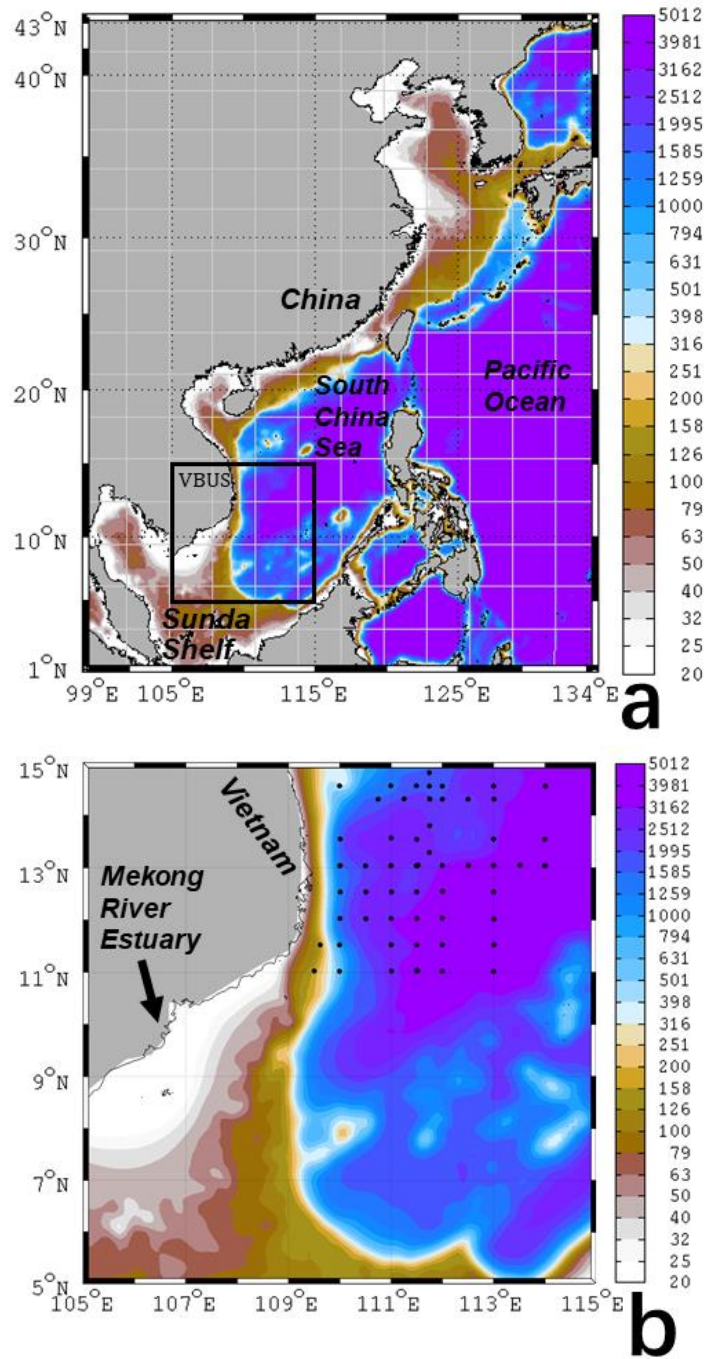 43°N
40°N
30°N
20°N
10°N
1°N
99°E 105°E 115°E 125°E 134°E
China
South
China
Sea
Pacific
Ocean
VBUS
Sunda
Shelf
5012
3981
3162
2512
1995
1585
1259
1000
794
631
501
398
316
251
200
158
126
100
79
63
50
40
32
25
20
a
15°N
13°N
11°N
9°N
7°N
5°N
105°E 107°E 109°E 111°E 113°E 115°E
Vietnam
Mekong
River
Estuary
5012
3981
3162
2512
1995
1585
1259
1000
794
631
501
398
316
251
200
158
126
100
79
63
50
40
32
25
20
b